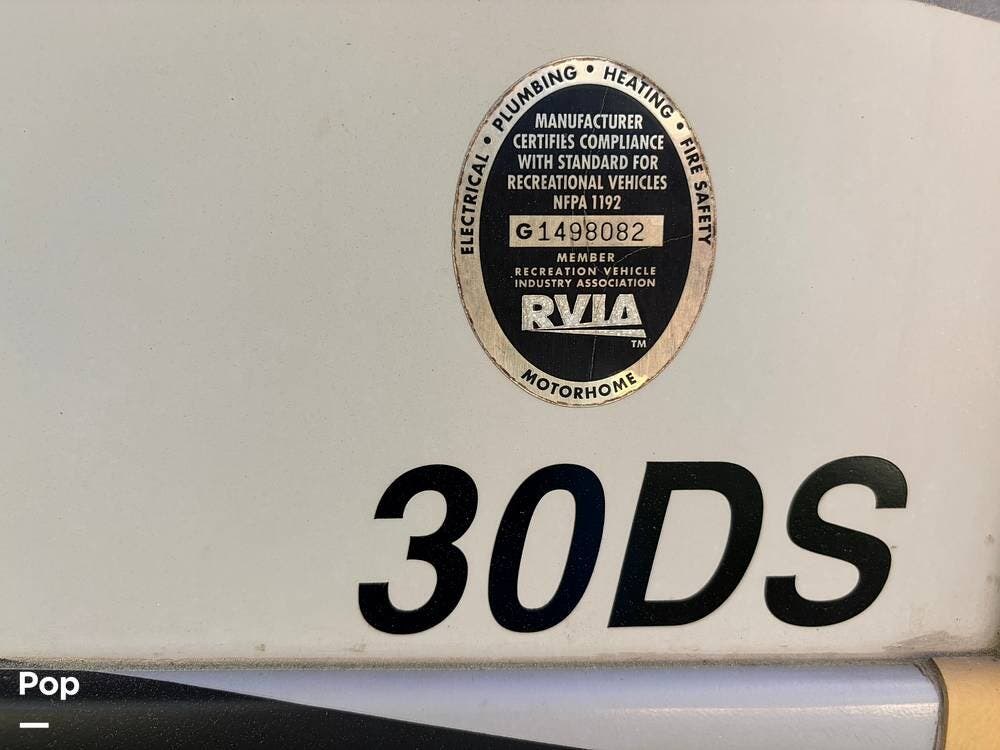 ELECTRICAL • PLUMBING • HEATING • FIRE SAFETY
MANUFACTURER
CERTIFIES COMPLIANCE
WITH STANDARD FOR
RECREATIONAL VEHICLES
NFPA 1192
G1498082
MEMBER
RECREATION VEHICLE
INDUSTRY ASSOCIATION
RVIA
TM
MOTORHOME
30DS
Pop